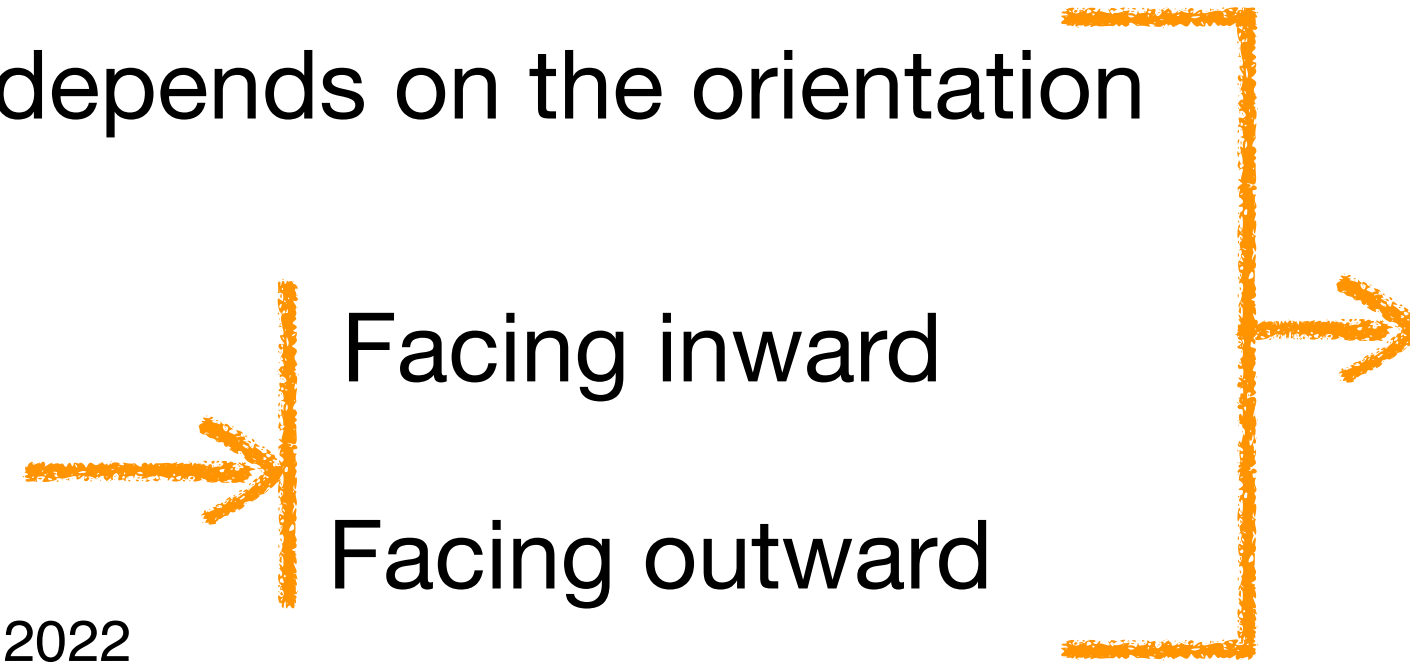 depends on the orientation
Facing inward
Facing outward
2022